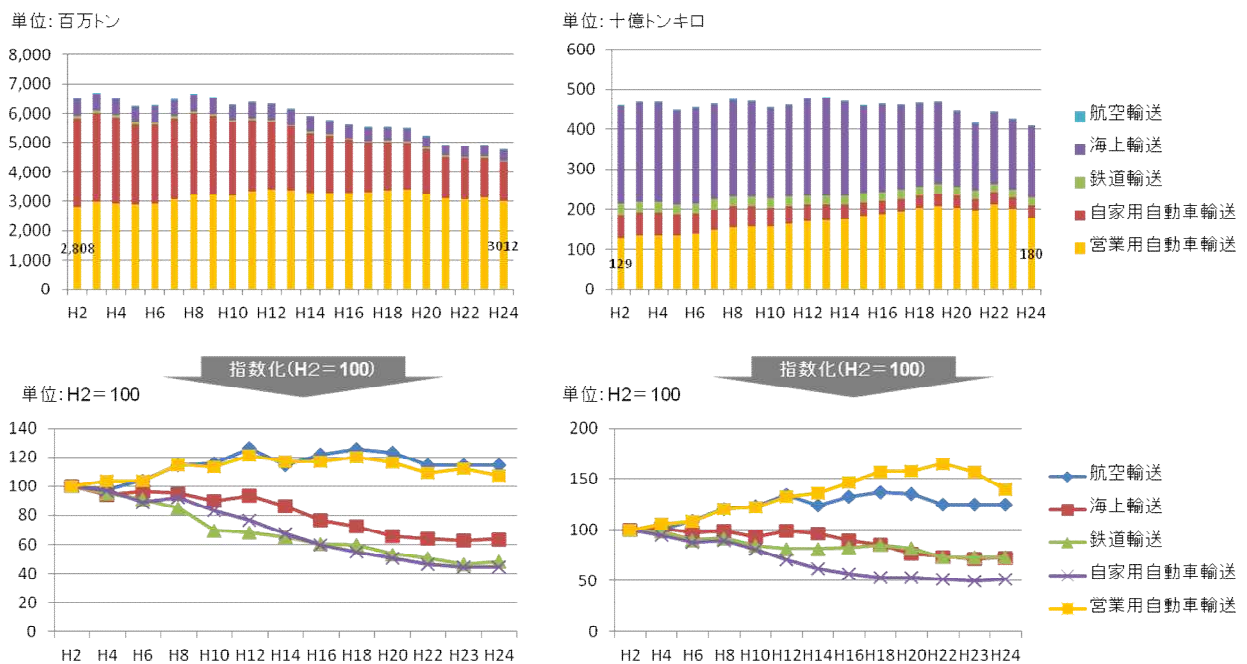 単位: 百万トン
8,000
7,000
6,000
5,000
4,000
3,000
2,000
1,000
0
2,808
3012
H2 H4 H6 H8 H10 H12 H14 H16 H18 H20 H22 H24
単位: 十億トンキロ
600
500
400
300
200
100
0
129
180
H2 H4 H6 H8 H10 H12 H14 H16 H18 H20 H22 H24
航空輸送
海上輸送
鉄道輸送
自家用自動車輸送
営業用自動車輸送
指数化(H2=100)
指数化(H2=100)
単位: H2=100
140
120
100
80
60
40
20
0
H2 H4 H6 H8 H10 H12 H14 H16 H18 H20 H22 H23 H24
単位: H2=100
200
150
100
50
0
H2 H4 H6 H8 H10 H12 H14 H16 H18 H20 H22 H23 H24
航空輸送
海上輸送
鉄道輸送
自家用自動車輸送
営業用自動車輸送